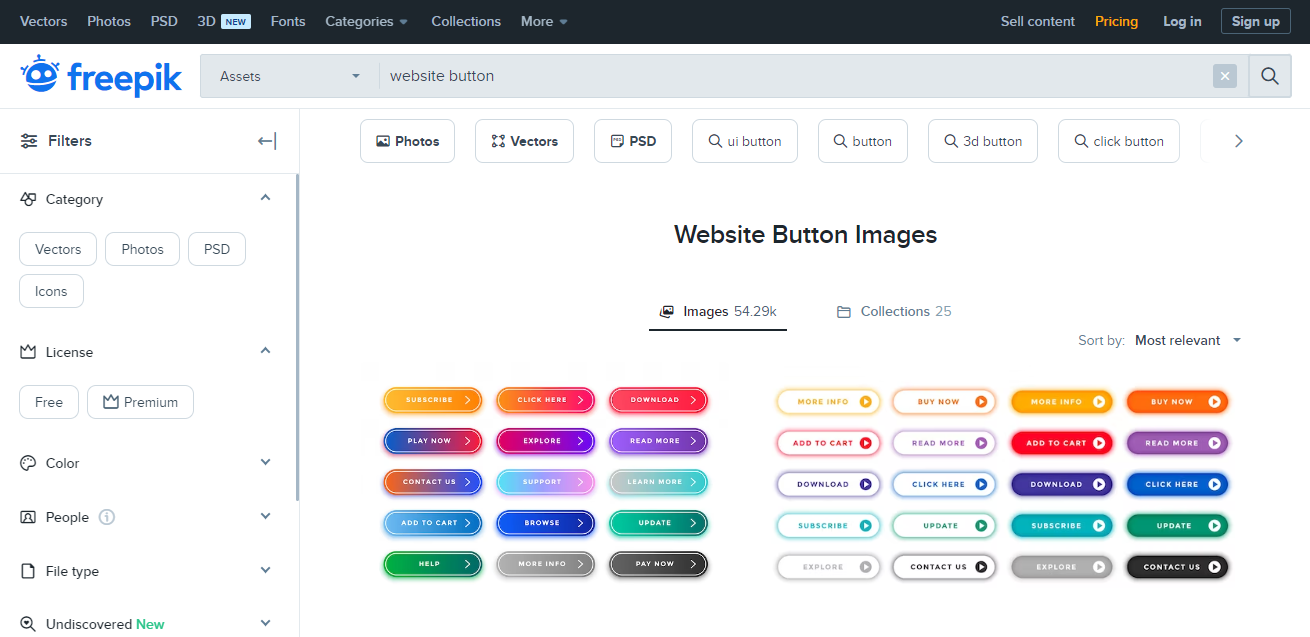 Vectors Photos PSD 3D NEW Fonts Categories Collections More Sell content Pricing Log in Sign up
freepik Assets website button
Filters
Photos Vectors PSD ui button button 3d button click button
Category
Vectors Photos PSD
Icons
License
Free Premium
Color
People
File type
Undiscovered New
Website Button Images
Images 54.29k Collections 25
Sort by: Most relevant
SUBSCRIBE CLICK HERE DOWNLOAD
PLAY NOW EXPLORE READ MORE
CONTACT US SUPPORT LEARN MORE
ADD TO CART BROWSE UPDATE
HELP MORE INFO PAY NOW
MORE INFO BUY NOW MORE INFO BUY NOW
ADD TO CART READ MORE ADD TO CART READ MORE
DOWNLOAD CLICK HERE DOWNLOAD CLICK HERE
SUBSCRIBE UPDATE SUBSCRIBE UPDATE
EXPLORE CONTACT US EXPLORE CONTACT US